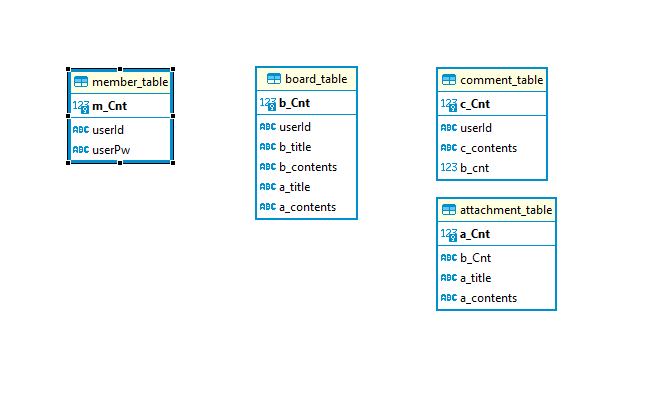 member_table
123 m_Cnt
ABC userId
ABC userPw
board_table
123 b_Cnt
ABC userId
ABC b_title
ABC b_contents
ABC a_title
ABC a_contents
comment_table
123 c_Cnt
ABC userId
ABC c_contents
123 b_cnt
attachment_table
123 a_Cnt
ABC b_Cnt
ABC a_title
ABC a_contents